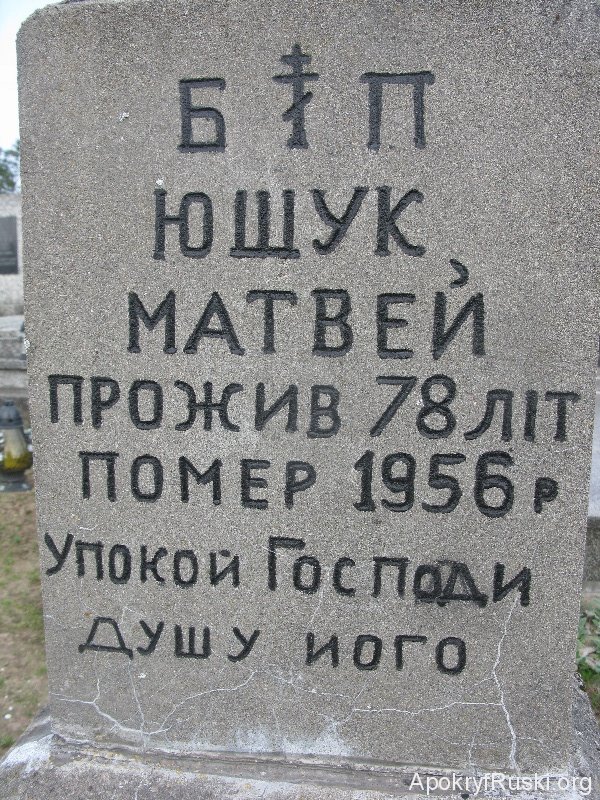 Б ☦ П
ЮЩУК
МАТВЕЙ
ПРОЖИВ 78 ЛІТ
ПОМЕР 1956 р
Упокой Господи
Душу иого
ApokryfRuski.org